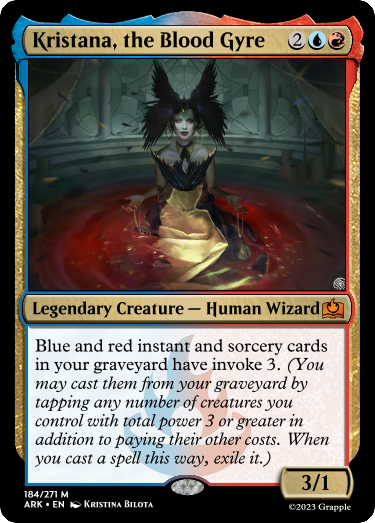 Kristana, the Blood Gyre 2
Legendary Creature — Human Wizard
Blue and red instant and sorcery cards
in your graveyard have invoke 3. (You
may cast them from your graveyard by
tapping any number of creatures you
control with total power 3 or greater in
addition to paying their other costs. When
you cast a spell this way, exile it.)
3/1
184/271 M
ARK • EN Kristina Bilota
©2023 Grapple